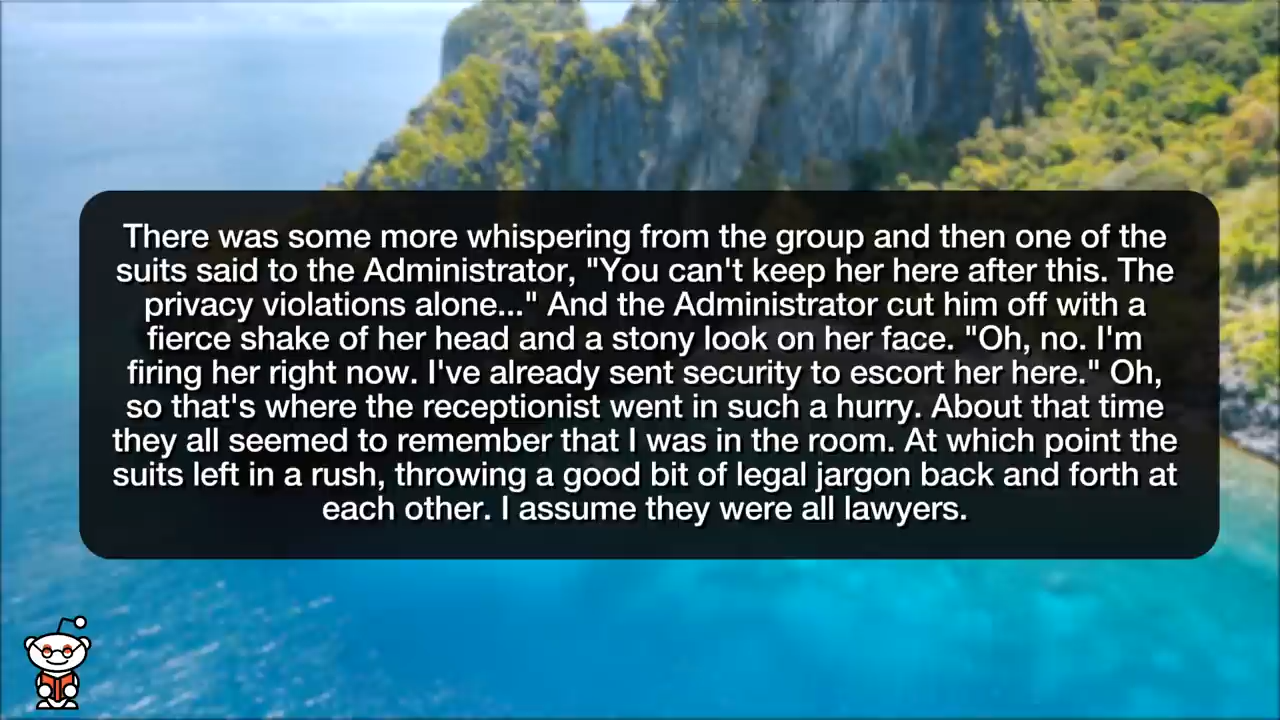 There was some more whispering from the group and then one of the
suits said to the Administrator, "You can't keep her here after this. The
privacy violations alone..." And the Administrator cut him off with a
fierce shake of her head and a stony look on her face. "Oh, no. I'm
firing her right now. I've already sent security to escort her here." Oh,
so that's where the receptionist went in such a hurry. About that time
they all seemed to remember that I was in the room. At which point the
suits left in a rush, throwing a good bit of legal jargon back and forth at
each other. I assume they were all lawyers.